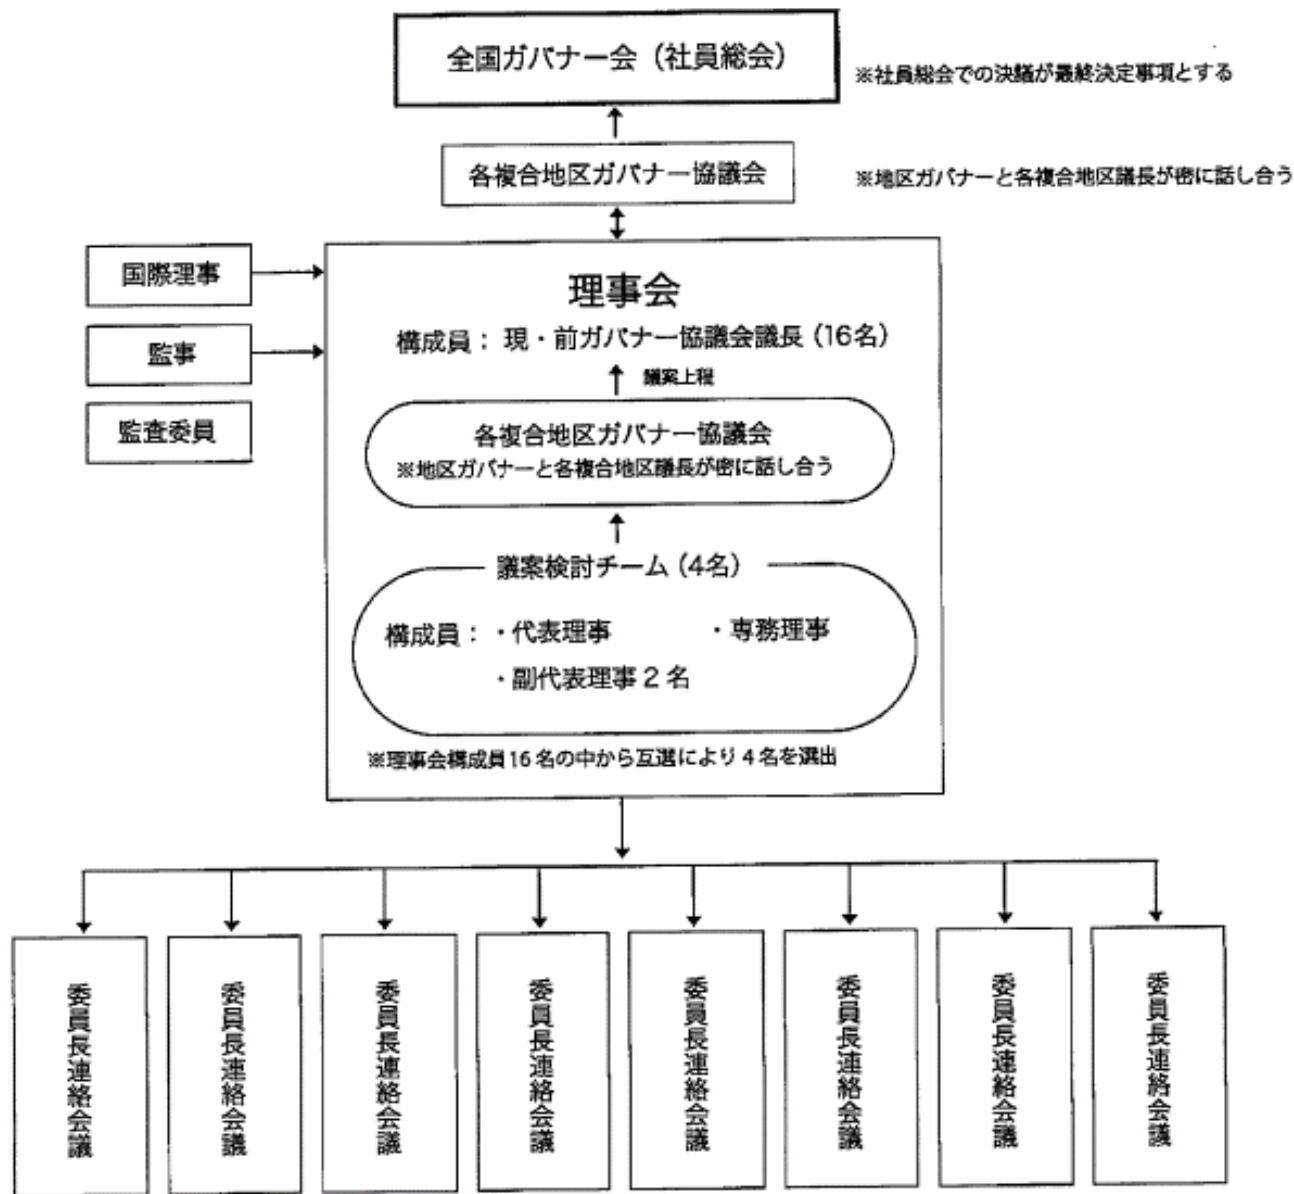 全国ガバナー会（社員総会）
※社員総会での決議が最終決定事項とする
各複合地区ガバナー協議会
※地区ガバナーと各複合地区議長が密に話し合う
国際理事
監事
監査委員
理事会
構成員：現・前ガバナー協議会議長（16名）
議案上程
各複合地区ガバナー協議会
※地区ガバナーと各複合地区議長が密に話し合う
議案検討チーム（4名）
構成員：・代表理事　・専務理事
・副代表理事2名
※理事会構成員16名の中から互選により4名を選出
委員長連絡会議
委員長連絡会議
委員長連絡会議
委員長連絡会議
委員長連絡会議
委員長連絡会議
委員長連絡会議
委員長連絡会議